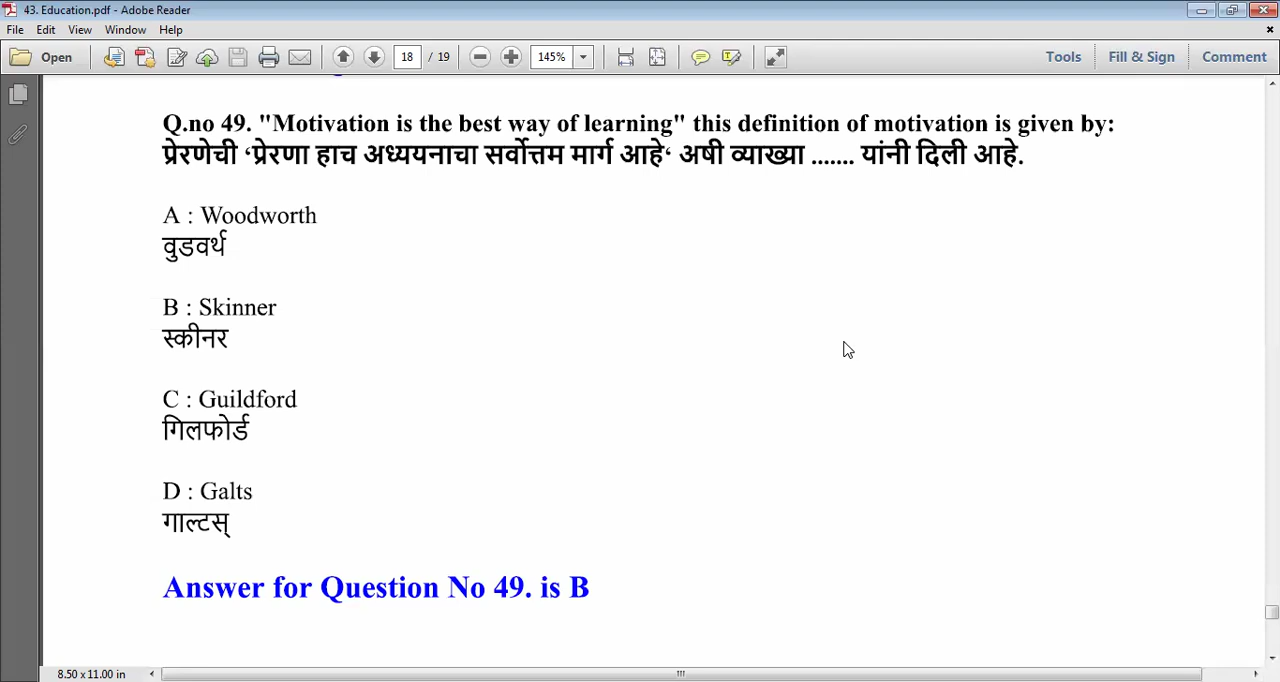 43. Education.pdf - Adobe Reader
File Edit View Window Help
Open 18 / 19 145% Tools Fill & Sign Comment
Q.no 49. "Motivation is the best way of learning" this definition of motivation is given by:
प्रेरणेची ‘प्रेरणा हाच अध्ययनाचा सर्वोत्तम मार्ग आहे‘ अषी व्याख्या ....... यांनी दिली आहे.
A : Woodworth
वुडवर्थ
B : Skinner
स्कीनर
C : Guildford
गिलफोर्ड
D : Galts
गाल्टस्
Answer for Question No 49. is B
8.50 x 11.00 in